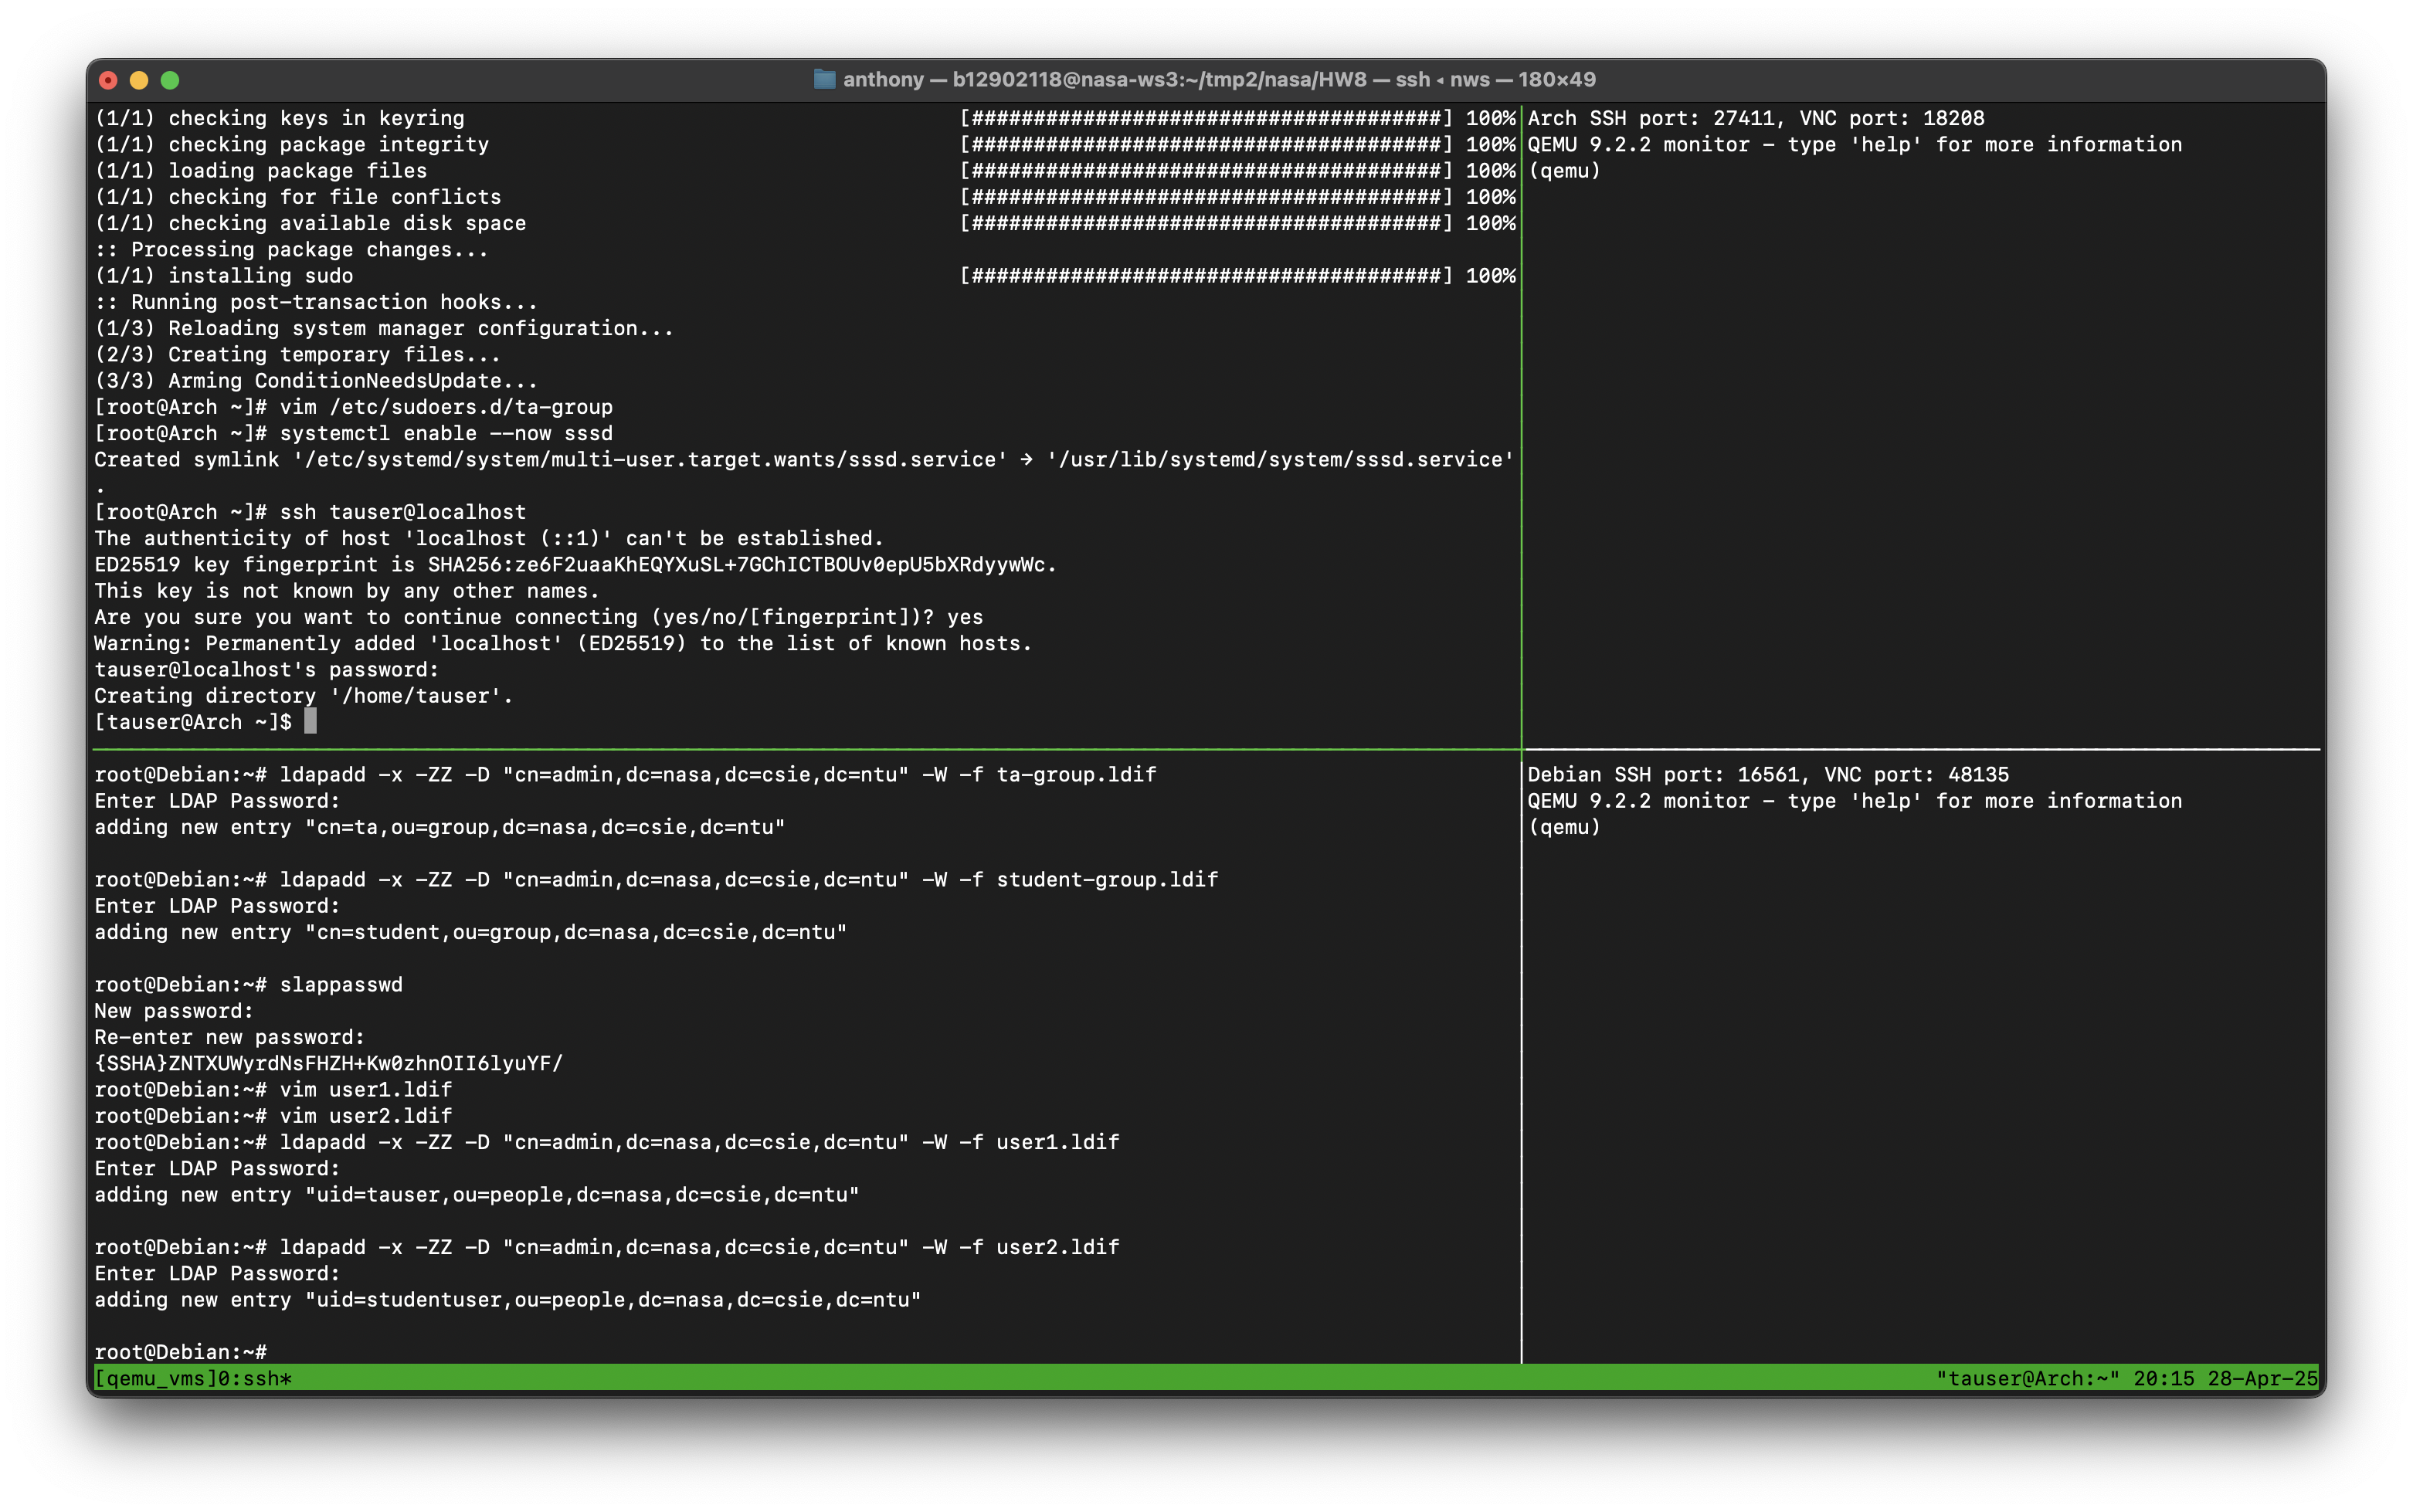 anthony — b12902118@nasa-ws3:~/tmp2/nasa/HW8 — ssh ◂ nws — 180×49
(1/1) checking keys in keyring [######################################] 100%
(1/1) checking package integrity [######################################] 100%
(1/1) loading package files [######################################] 100%
(1/1) checking for file conflicts [######################################] 100%
(1/1) checking available disk space [######################################] 100%
:: Processing package changes...
(1/1) installing sudo [######################################] 100%
:: Running post-transaction hooks...
(1/3) Reloading system manager configuration...
(2/3) Creating temporary files...
(3/3) Arming ConditionNeedsUpdate...
[root@Arch ~]# vim /etc/sudoers.d/ta-group
[root@Arch ~]# systemctl enable --now sssd
Created symlink '/etc/systemd/system/multi-user.target.wants/sssd.service' → '/usr/lib/systemd/system/sssd.service'
.
[root@Arch ~]# ssh tauser@localhost
The authenticity of host 'localhost (::1)' can't be established.
ED25519 key fingerprint is SHA256:ze6F2uaaKhEQYXuSL+7GChICTBOUv0epU5bXRdyywWc.
This key is not known by any other names.
Are you sure you want to continue connecting (yes/no/[fingerprint])? yes
Warning: Permanently added 'localhost' (ED25519) to the list of known hosts.
tauser@localhost's password:
Creating directory '/home/tauser'.
[tauser@Arch ~]$
Arch SSH port: 27411, VNC port: 18208
QEMU 9.2.2 monitor - type 'help' for more information
(qemu)
root@Debian:~# ldapadd -x -ZZ -D "cn=admin,dc=nasa,dc=csie,dc=ntu" -W -f ta-group.ldif
Enter LDAP Password:
adding new entry "cn=ta,ou=group,dc=nasa,dc=csie,dc=ntu"
root@Debian:~# ldapadd -x -ZZ -D "cn=admin,dc=nasa,dc=csie,dc=ntu" -W -f student-group.ldif
Enter LDAP Password:
adding new entry "cn=student,ou=group,dc=nasa,dc=csie,dc=ntu"
root@Debian:~# slappasswd
New password:
Re-enter new password:
{SSHA}ZNTXUWyrdNsFHZH+Kw0zhnOII6lyuYF/
root@Debian:~# vim user1.ldif
root@Debian:~# vim user2.ldif
root@Debian:~# ldapadd -x -ZZ -D "cn=admin,dc=nasa,dc=csie,dc=ntu" -W -f user1.ldif
Enter LDAP Password:
adding new entry "uid=tauser,ou=people,dc=nasa,dc=csie,dc=ntu"
root@Debian:~# ldapadd -x -ZZ -D "cn=admin,dc=nasa,dc=csie,dc=ntu" -W -f user2.ldif
Enter LDAP Password:
adding new entry "uid=studentuser,ou=people,dc=nasa,dc=csie,dc=ntu"
root@Debian:~#
Debian SSH port: 16561, VNC port: 48135
QEMU 9.2.2 monitor - type 'help' for more information
(qemu)
[qemu_vms]0:ssh* "tauser@Arch:~" 20:15 28-Apr-25